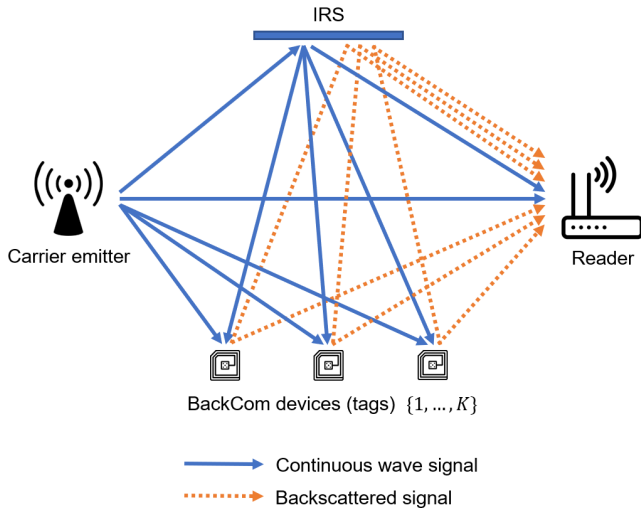 IRS
Carrier emitter
Reader
BackCom devices (tags) {1, ..., K}
Continuous wave signal
Backscattered signal